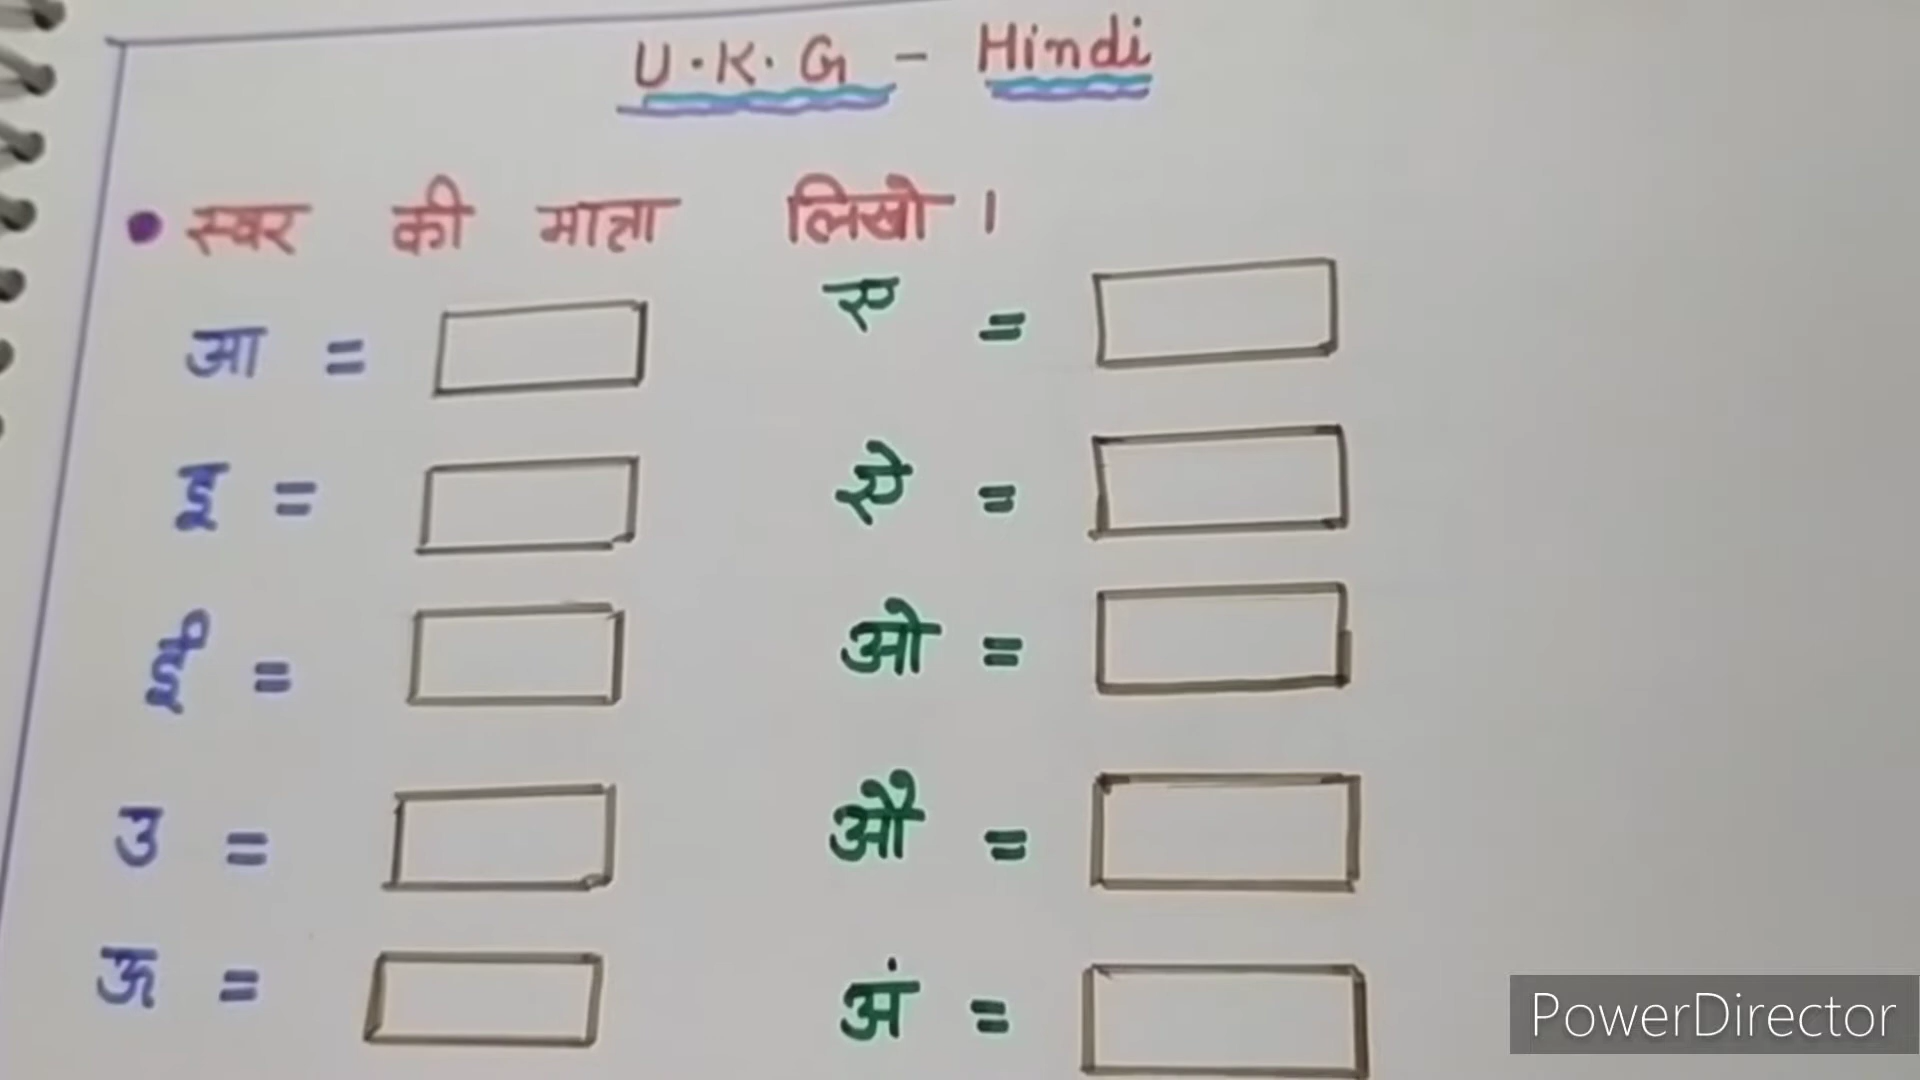 U.K.G - Hindi
• स्वर की मात्रा लिखो ।
आ =
इ =
ई =
उ =
ऊ =
ए =
ऐ =
ओ =
औ =
अं =
PowerDirector